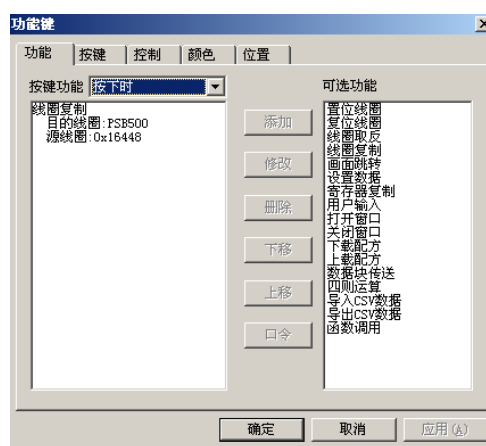 功能键
功能 按键 控制 颜色 位置
按键功能 按下时
线圈复制
目的线圈:PSB500
源线圈:0x16448
添加
修改
删除
下移
上移
口令
可选功能
置位线圈
复位线圈
线圈取反
线圈复制
画面跳转
设置数据
寄存器复制
用户输入
打开窗口
关闭窗口
下载配方
上载配方
数据块传送
四则运算
导入CSV数据
导出CSV数据
函数调用
确定 取消 应用(A)